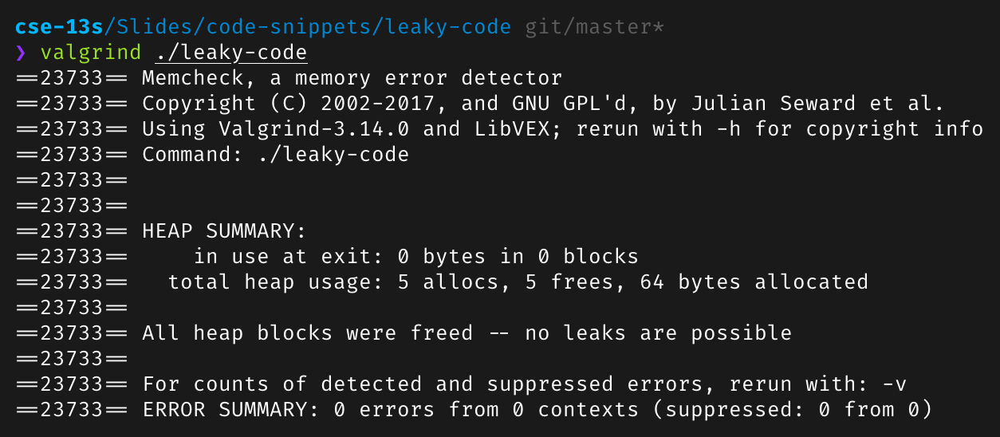 cse-13s/Slides/code-snippets/leaky-code git/master*
❯ valgrind ./leaky-code
==23733== Memcheck, a memory error detector
==23733== Copyright (C) 2002-2017, and GNU GPL'd, by Julian Seward et al.
==23733== Using Valgrind-3.14.0 and LibVEX; rerun with -h for copyright info
==23733== Command: ./leaky-code
==23733==
==23733==
==23733== HEAP SUMMARY:
==23733==     in use at exit: 0 bytes in 0 blocks
==23733==   total heap usage: 5 allocs, 5 frees, 64 bytes allocated
==23733==
==23733== All heap blocks were freed -- no leaks are possible
==23733==
==23733== For counts of detected and suppressed errors, rerun with: -v
==23733== ERROR SUMMARY: 0 errors from 0 contexts (suppressed: 0 from 0)